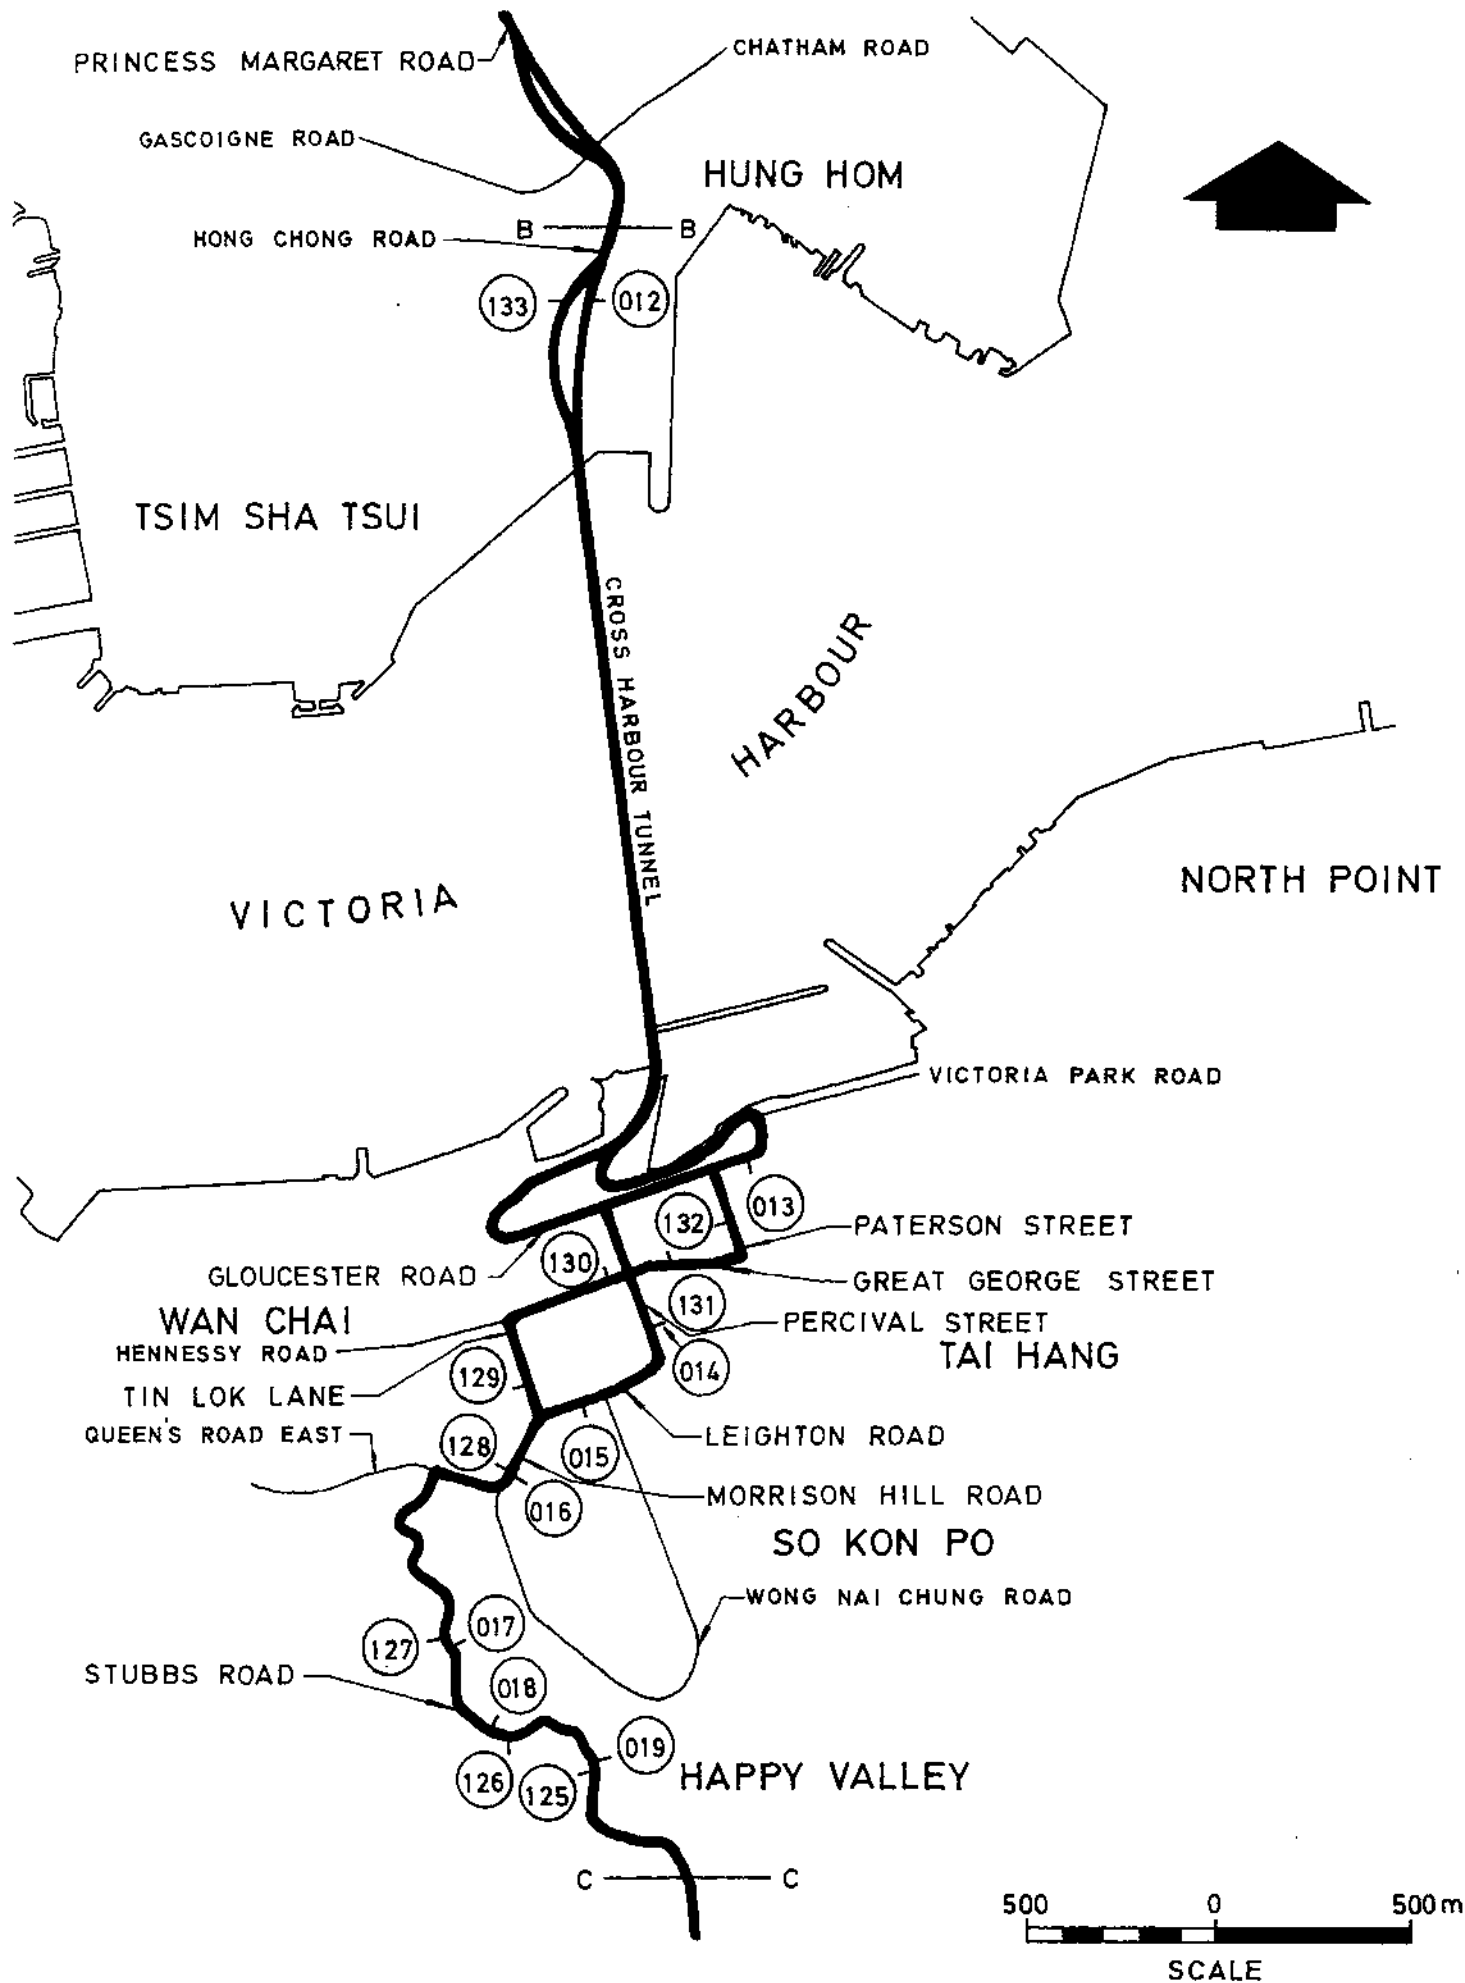 PRINCESS MARGARET ROAD
CHATHAM ROAD
GASCOIGNE ROAD
HUNG HOM
B B
HONG CHONG ROAD
133
012
TSIM SHA TSUI
CROSS HARBOUR TUNNEL
HARBOUR
VICTORIA
NORTH POINT
VICTORIA PARK ROAD
013
132
PATERSON STREET
130
GLOUCESTER ROAD
GREAT GEORGE STREET
131
WAN CHAI
PERCIVAL STREET
HENNESSY ROAD
TAI HANG
014
129
TIN LOK LANE
QUEEN'S ROAD EAST
128
015
LEIGHTON ROAD
016
MORRISON HILL ROAD
SO KON PO
WONG NAI CHUNG ROAD
017
127
STUBBS ROAD
018
019
126
125
HAPPY VALLEY
C C
500 0 500m
SCALE